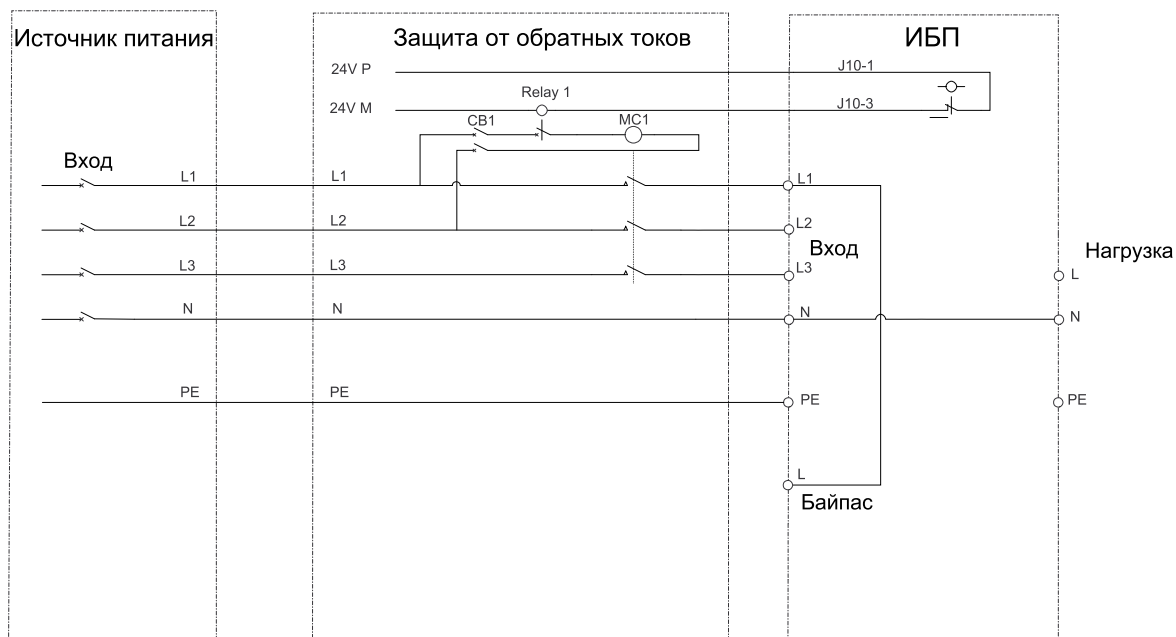 Источник питания
Защита от обратных токов
ИБП
24V P
J10-1
Relay 1
24V M
J10-3
CB1
MC1
Вход
L1
L1
L1
L2
L2
L2
Вход
Нагрузка
L3
L3
L3
L
N
N
N
N
PE
PE
PE
PE
L
Байпас